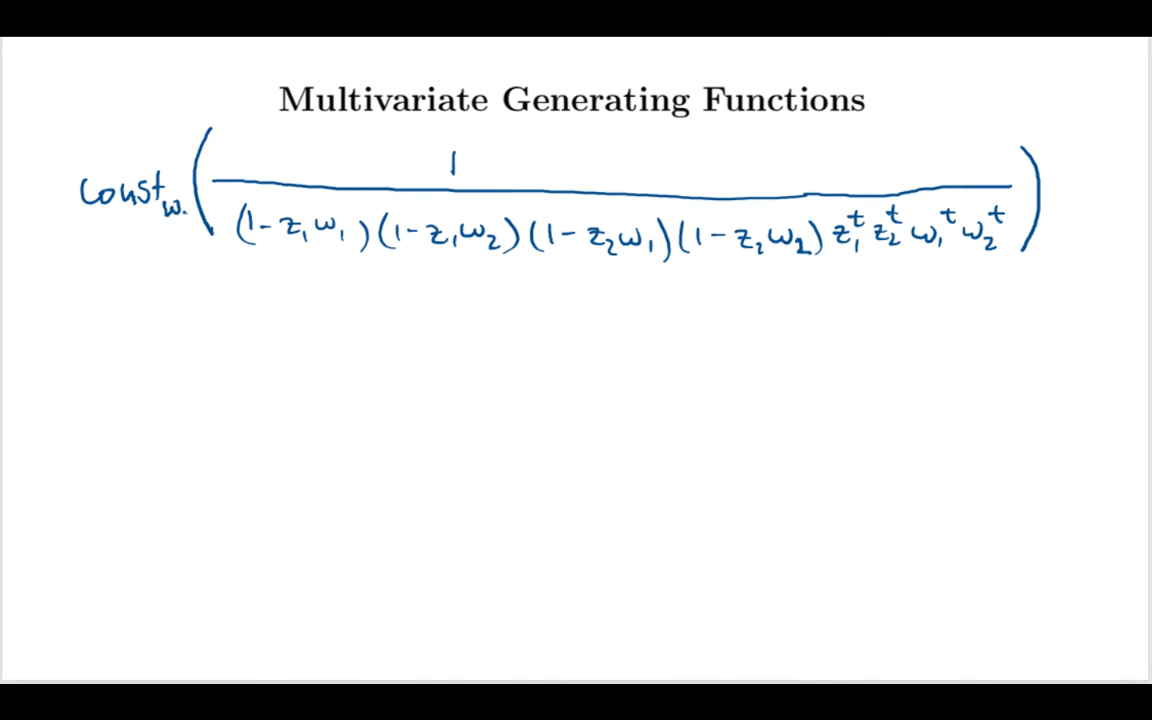 Multivariate Generating Functions
const_{w.} ( 1 / (1 - z_1 w_1)(1 - z_1 w_2)(1 - z_2 w_1)(1 - z_2 w_2) z_1^t z_2^t w_1^t w_2^t )